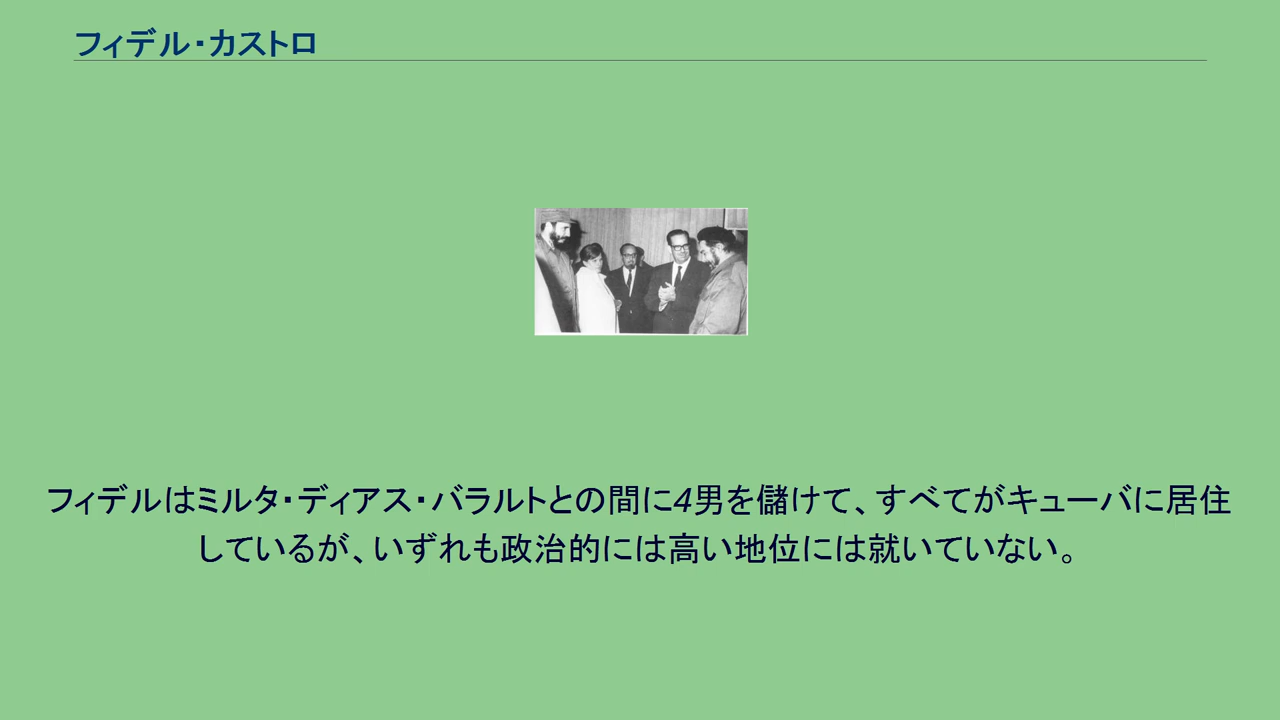 フィデル・カストロ
フィデルはミルタ・ディアス・バラルトとの間に4男を儲けて、すべてがキューバに居住
しているが、いずれも政治的には高い地位には就いていない。